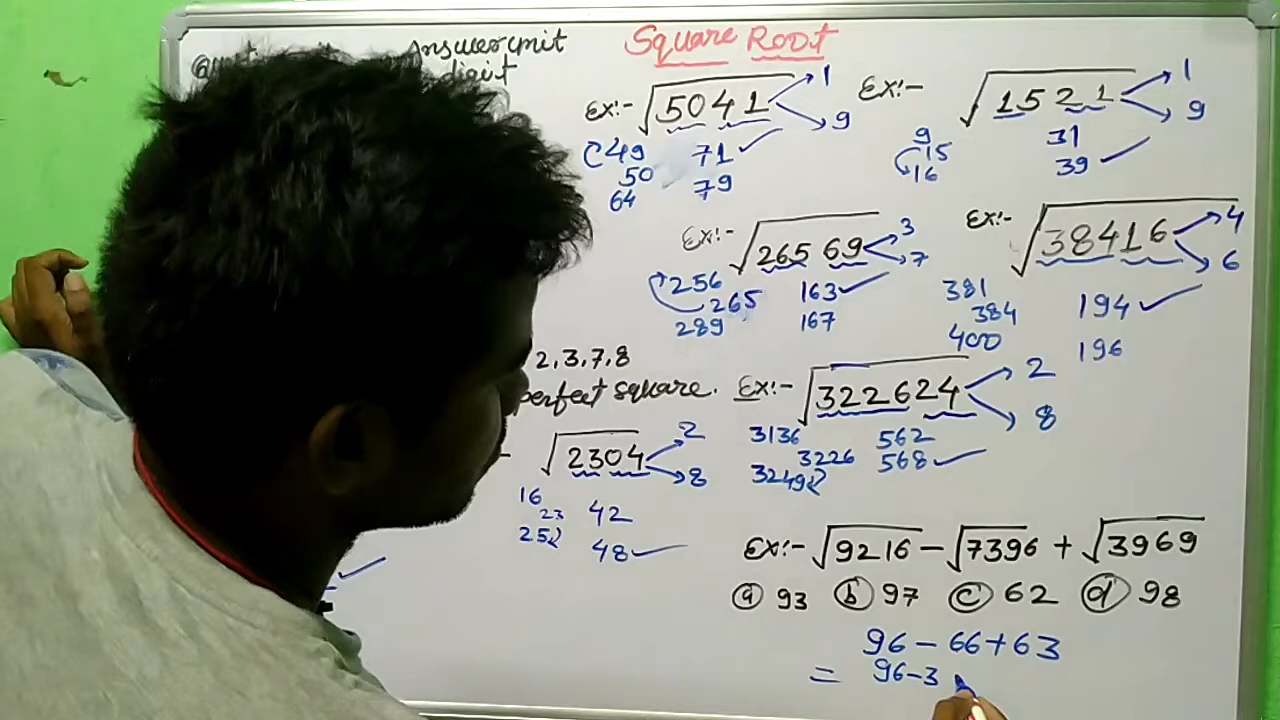 Square Root
Answer unit
digit
Ex:- √5041 1 9
49 71
50
64 79
Ex:- √1521 1 9
9 31
15
16 39
Ex:- √26569 3 7
256 163
265
289 167
Ex:- √38416 4 6
381 194
384
400 196
2,3,7,8
perfect square.
√2304 2 8
16 42
23
25 48
Ex:- √322624 2 8
3136 562
3226 568
3249
Ex:- √9216 - √7396 + √3969
(a) 93 (b) 97 (c) 62 (d) 98
96 - 66 + 63
= 96 - 3